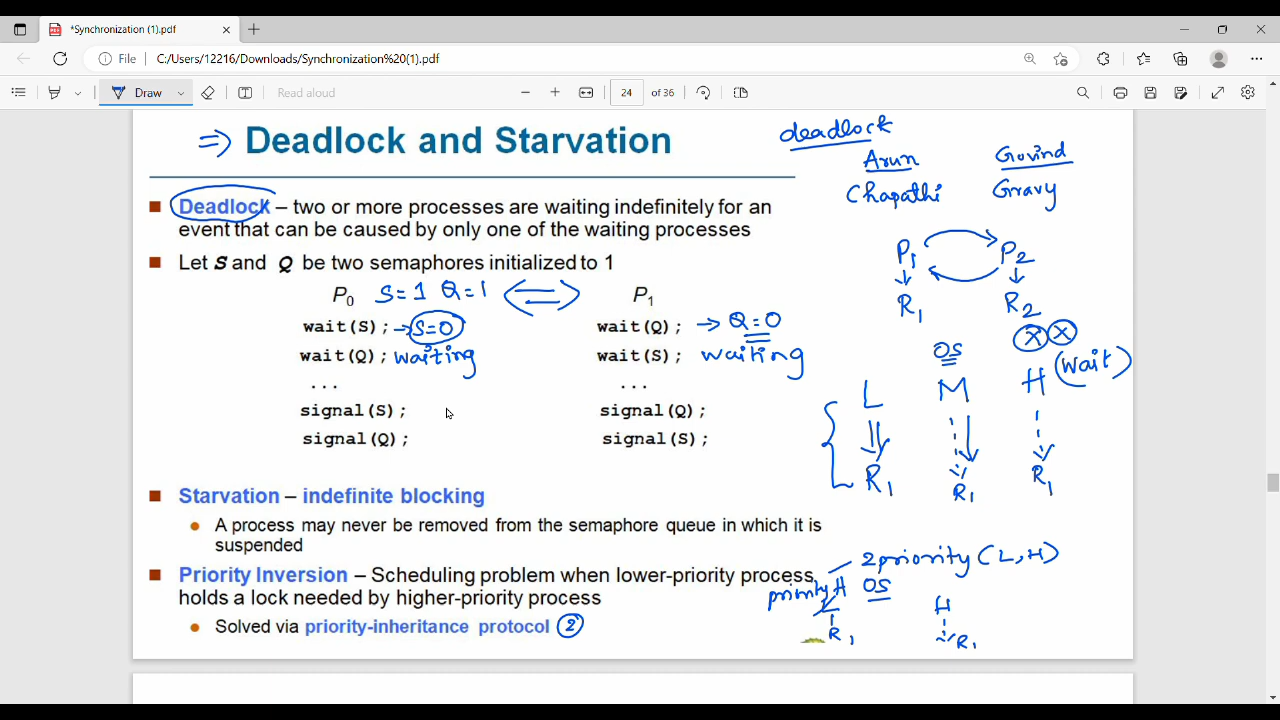 *Synchronization (1).pdf
File | C:/Users/12216/Downloads/Synchronization%20(1).pdf
Draw Read aloud 24 of 36
⇒ Deadlock and Starvation
Deadlock – two or more processes are waiting indefinitely for an
event that can be caused by only one of the waiting processes
Let S and Q be two semaphores initialized to 1
P0 S=1 Q=1 P1
wait(S); → S=0 wait(Q); → Q=0
wait(Q); waiting wait(S); waiting
... ...
signal(S); signal(Q);
signal(Q); signal(S);
Starvation – indefinite blocking
A process may never be removed from the semaphore queue in which it is
suspended
Priority Inversion – Scheduling problem when lower-priority process
holds a lock needed by higher-priority process
Solved via priority-inheritance protocol 2
deadlock
Arun Govind
Chapathi Gravy
P1 P2
R1 R2
OS X X
L M H (wait)
R1 R1 R1
2 priority (L, H)
priority H OS
L H
R1 R1